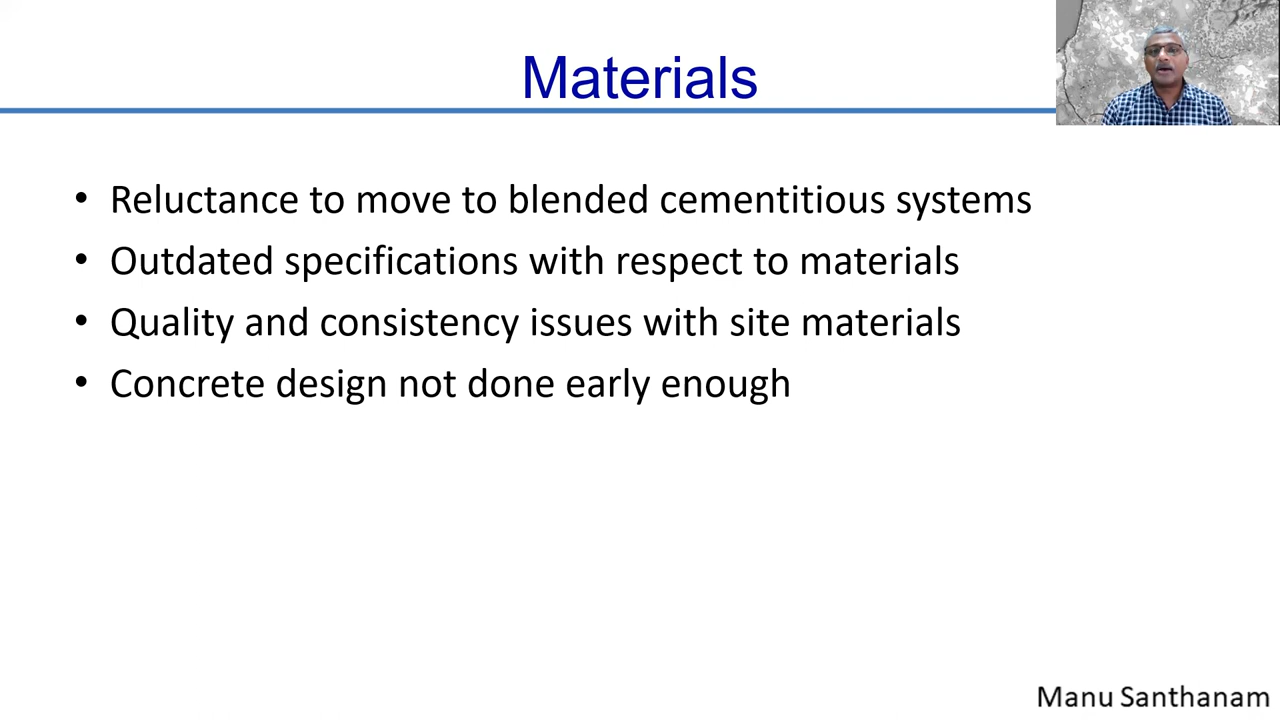 Materials
• Reluctance to move to blended cementitious systems
• Outdated specifications with respect to materials
• Quality and consistency issues with site materials
• Concrete design not done early enough
Manu Santhanam